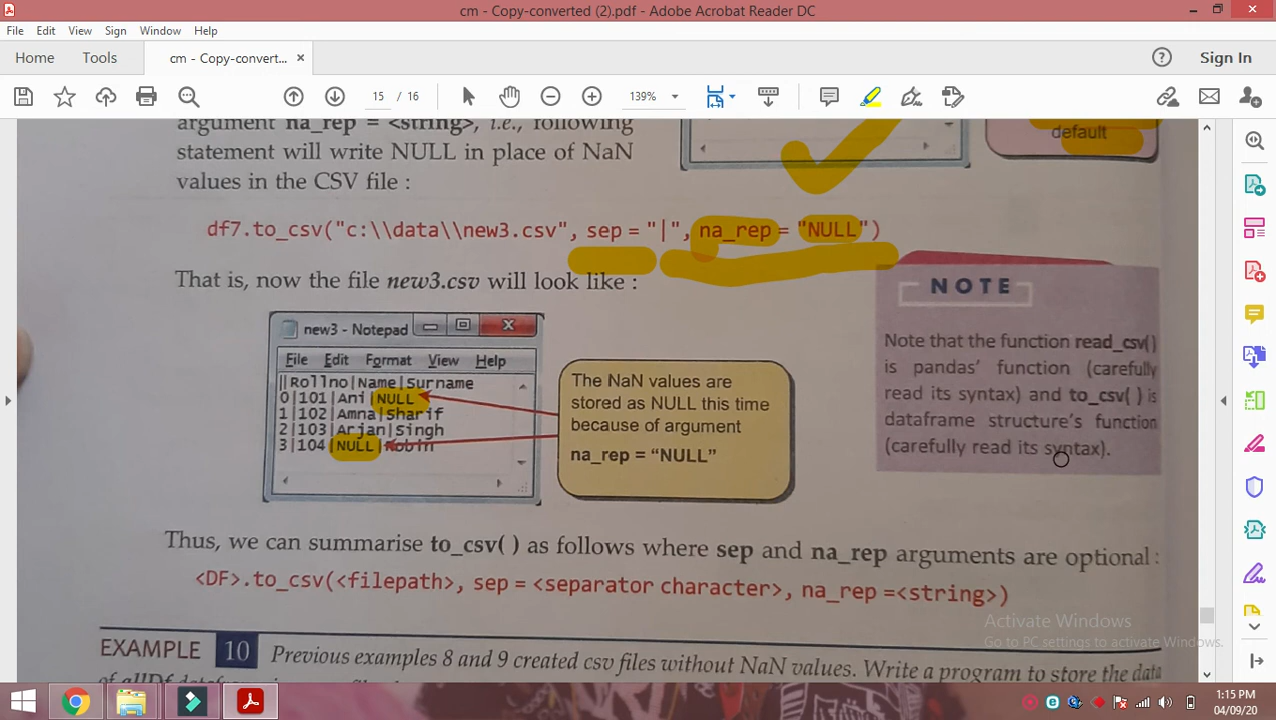 cm - Copy-converted (2).pdf - Adobe Acrobat Reader DC
File Edit View Sign Window Help
Home Tools cm - Copy-convert... Sign In
15 / 16 139%
argument na_rep = <string>, i.e., following
statement will write NULL in place of NaN
values in the CSV file :
default
df7.to_csv("c:\\data\\new3.csv", sep = "|", na_rep = "NULL")
That is, now the file new3.csv will look like :
new3 - Notepad
File Edit Format View Help
||Rollno|Name|Surname
0|101|Ani|NULL
1|102|Amna|Sharif
2|103|Arjan|Singh
3|104|NULL|Robin
The NaN values are
stored as NULL this time
because of argument
na_rep = “NULL”
NOTE
Note that the function read_csv()
is pandas’ function (carefully
read its syntax) and to_csv( ) is
dataframe structure’s function
(carefully read its syntax).
Thus, we can summarise to_csv( ) as follows where sep and na_rep arguments are optional :
<DF>.to_csv(<filepath>, sep = <separator character>, na_rep =<string>)
Activate Windows
Go to PC settings to activate Windows.
EXAMPLE 10 Previous examples 8 and 9 created csv files without NaN values. Write a program to store the data
1:15 PM
04/09/20